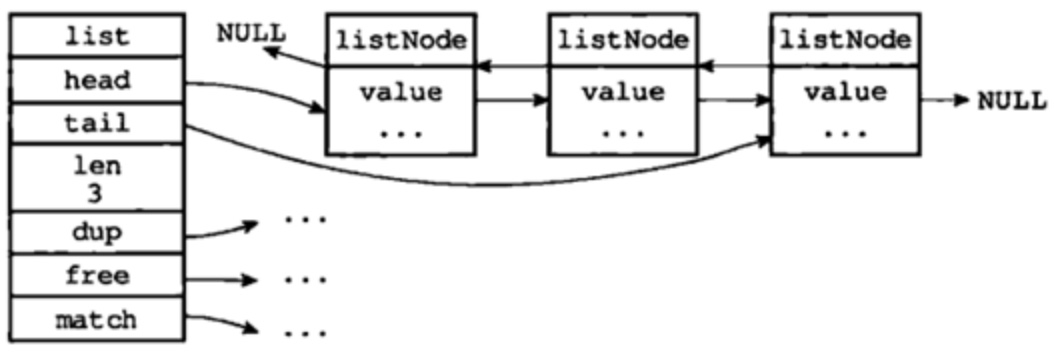 list
head
tail
len
3
dup
free
match
NULL
listNode
value
...
listNode
value
...
listNode
value
...
NULL
...
...
...